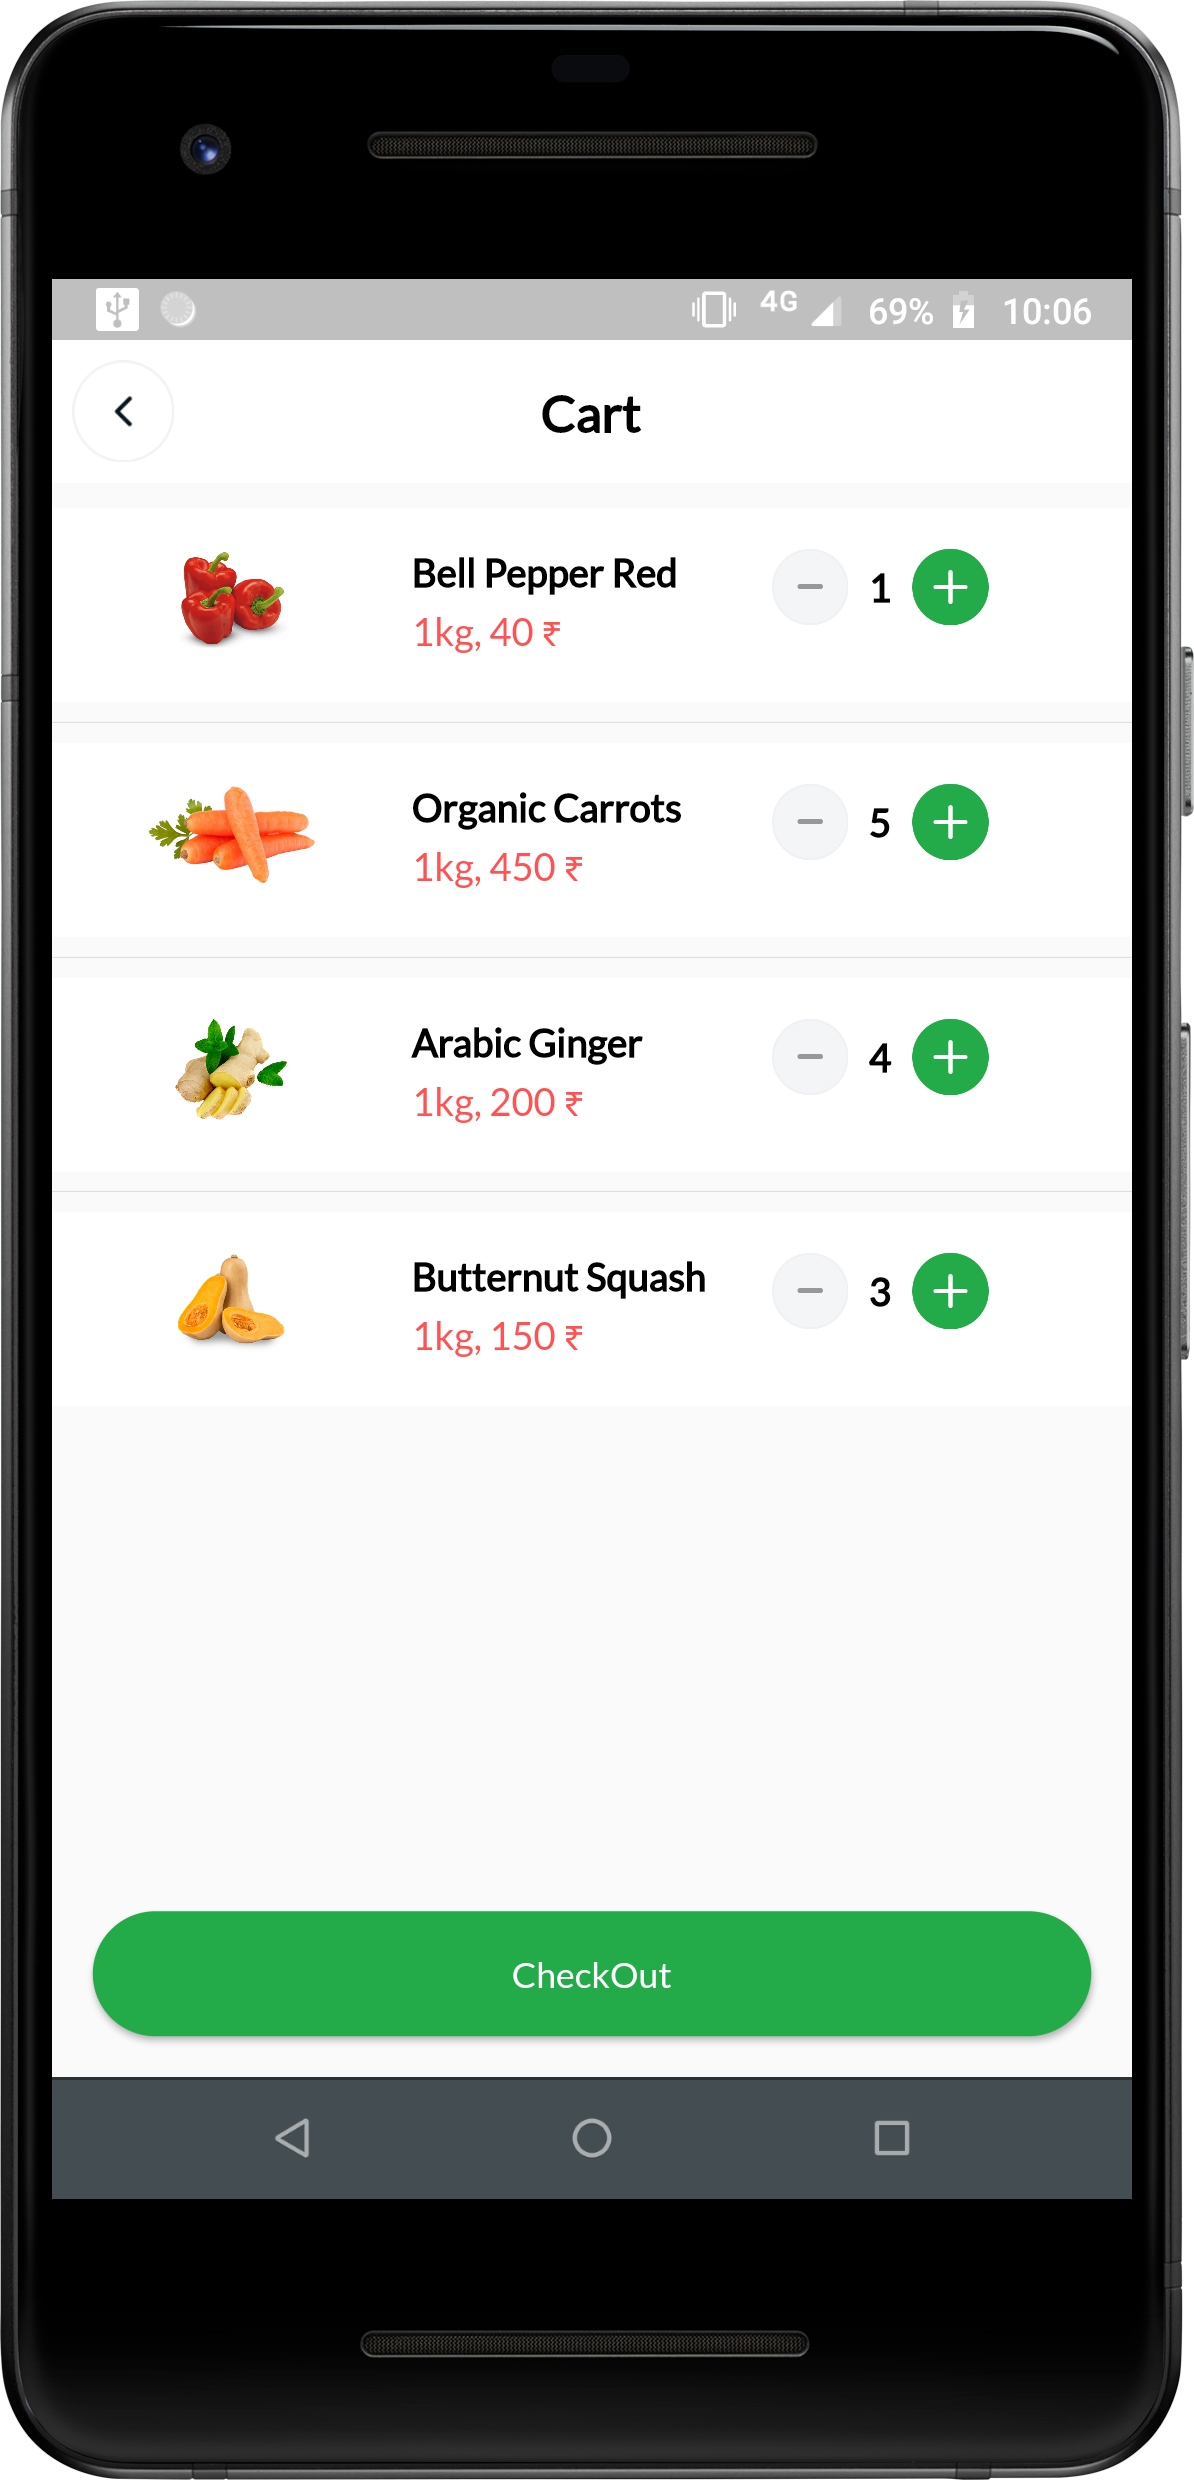 4G 69% 10:06
Cart
Bell Pepper Red
1kg, 40 ₹
1
Organic Carrots
1kg, 450 ₹
5
Arabic Ginger
1kg, 200 ₹
4
Butternut Squash
1kg, 150 ₹
3
CheckOut